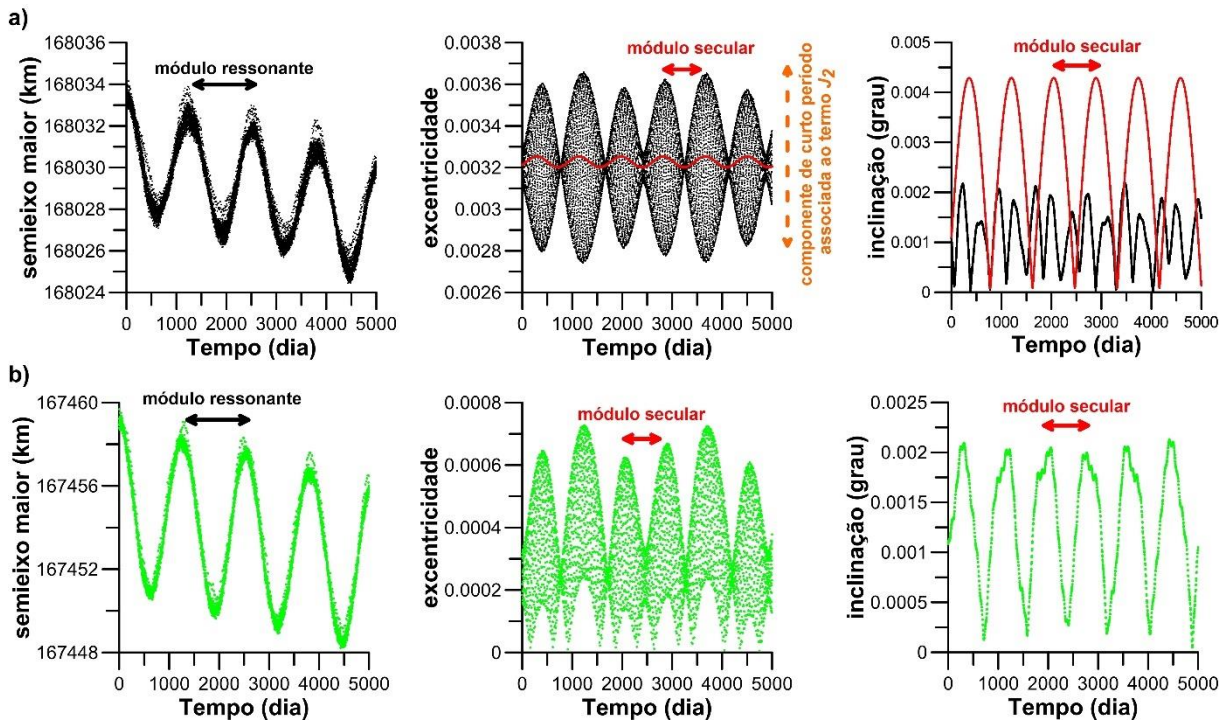 a)
168036
168034
168032
168030
168028
168026
168024
semieixo maior (km)
módulo ressonante
0 1000 2000 3000 4000 5000
Tempo (dia)
0.0038
0.0036
0.0034
0.0032
0.003
0.0028
0.0026
excentricidade
módulo secular
componente de curto período
associada ao termo J2
0 1000 2000 3000 4000 5000
Tempo (dia)
0.005
0.004
0.003
0.002
0.001
0
inclinação (grau)
módulo secular
0 1000 2000 3000 4000 5000
Tempo (dia)
b)
167460
167456
167452
167448
semieixo maior (km)
módulo ressonante
0 1000 2000 3000 4000 5000
Tempo (dia)
0.0008
0.0006
0.0004
0.0002
0
excentricidade
módulo secular
0 1000 2000 3000 4000 5000
Tempo (dia)
0.0025
0.002
0.0015
0.001
0.0005
0
inclinação (grau)
módulo secular
0 1000 2000 3000 4000 5000
Tempo (dia)